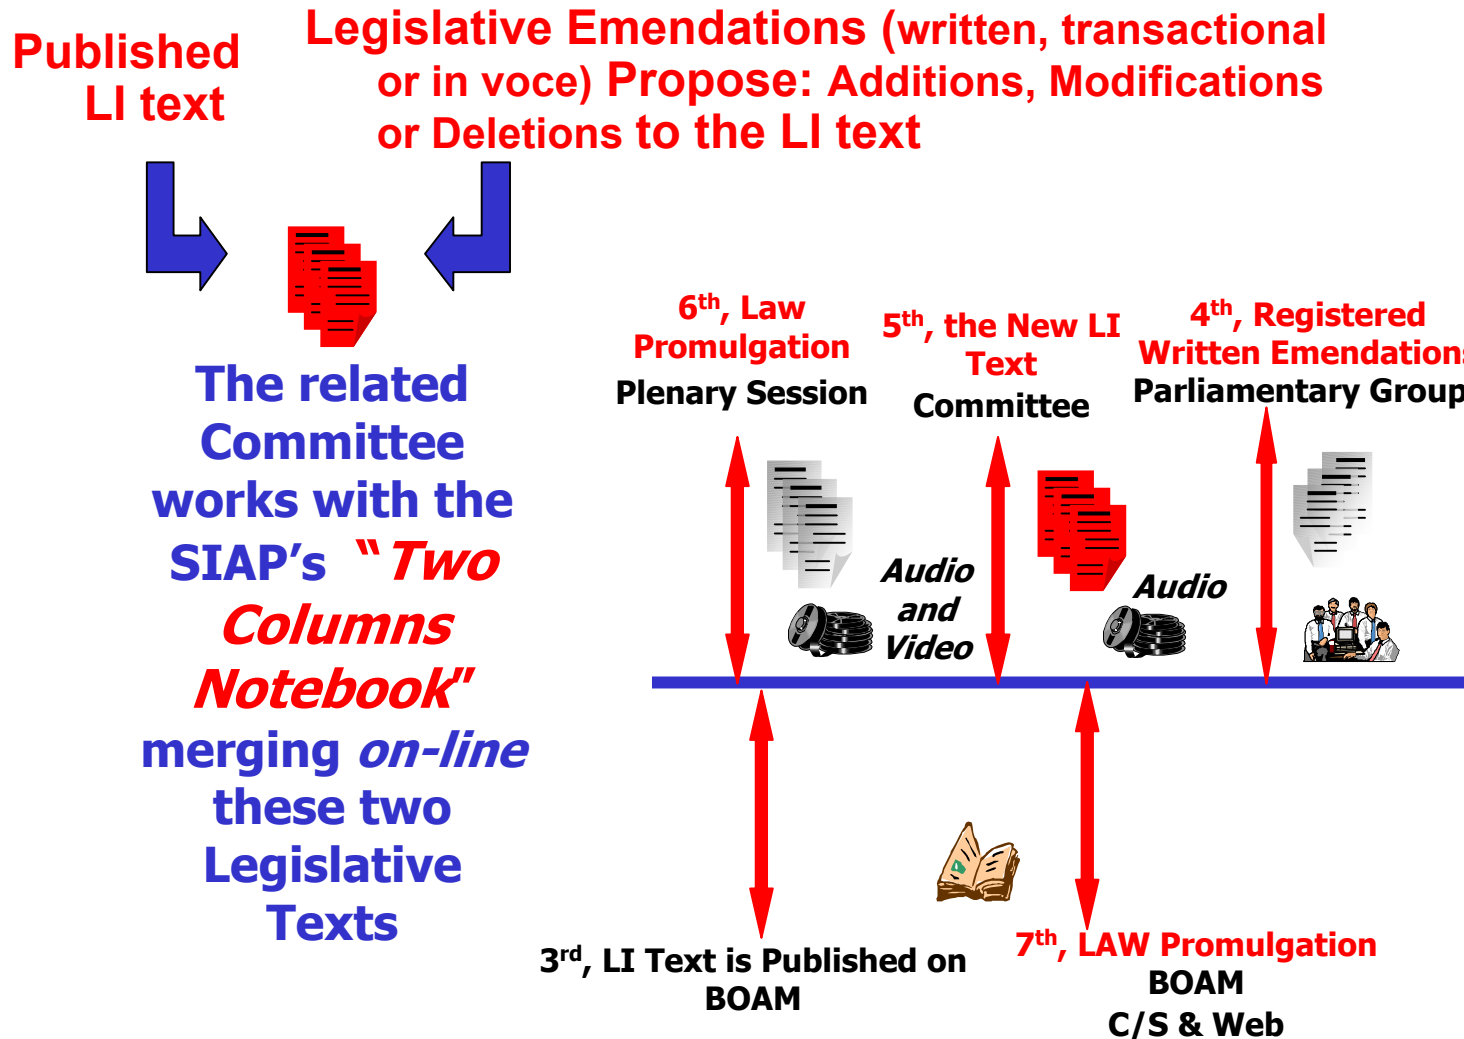 Published
LI text
Legislative Emendations (written, transactional
or in voce) Propose: Additions, Modifications
or Deletions to the LI text
The related
Committee
works with the
SIAP’s “Two
Columns
Notebook”
merging on-line
these two
Legislative
Texts
6th, Law
Promulgation
Plenary Session
5th, the New LI
Text
Committee
4th, Registered
Written Emendations
Parliamentary Group
Audio
and
Video
Audio
3rd, LI Text is Published on
BOAM
7th, LAW Promulgation
BOAM
C/S & Web